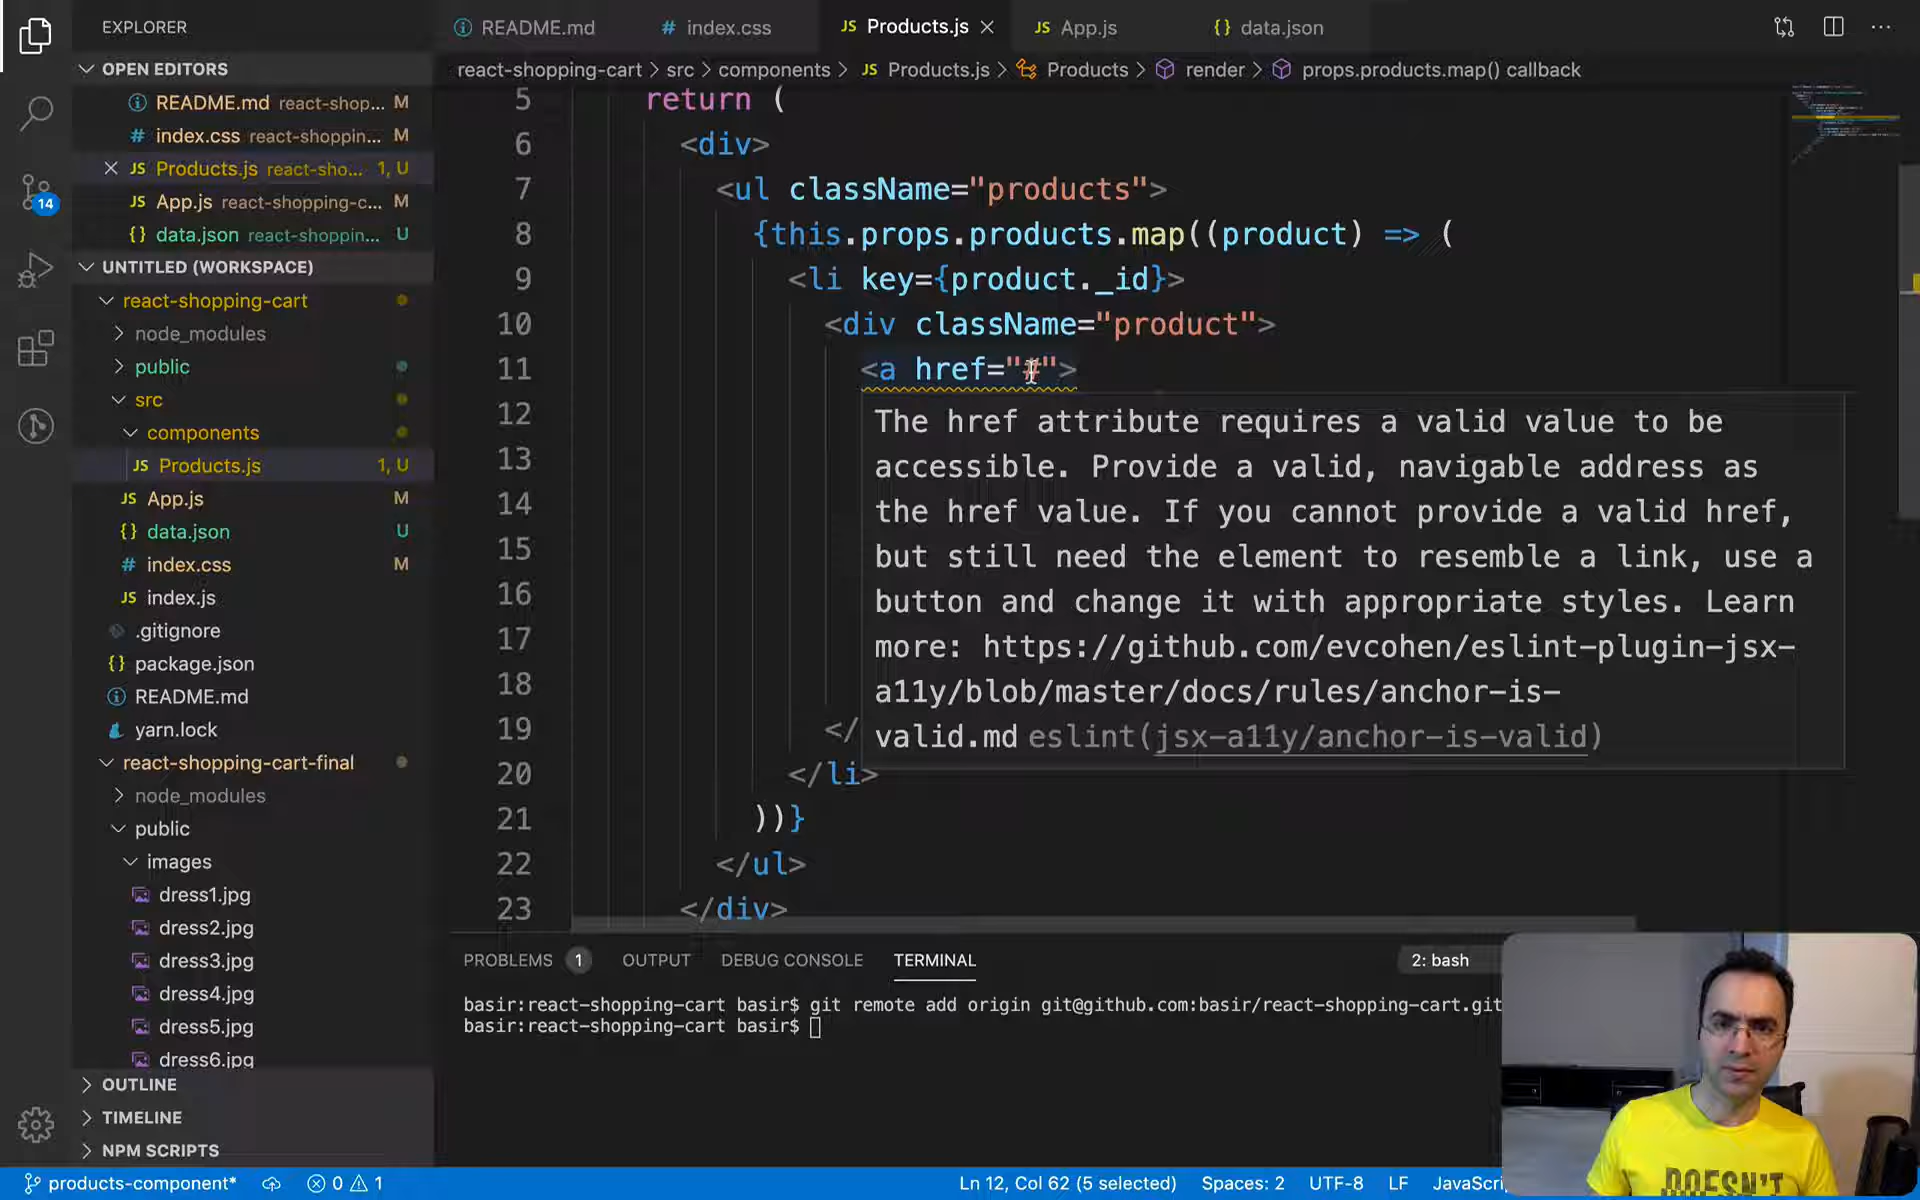 EXPLORER
README.md
# index.css
JS Products.js
JS App.js
{} data.json
OPEN EDITORS
react-shopping-cart > src > components > JS Products.js > Products > render > props.products.map() callback
README.md react-shop... M
# index.css react-shoppin... M
JS Products.js react-sho... 1, U
JS App.js react-shopping-c... M
{} data.json react-shoppin... U
UNTITLED (WORKSPACE)
react-shopping-cart
node_modules
public
src
components
JS Products.js 1, U
JS App.js M
{} data.json U
# index.css M
JS index.js
.gitignore
{} package.json
README.md
yarn.lock
react-shopping-cart-final
node_modules
public
images
dress1.jpg
dress2.jpg
dress3.jpg
dress4.jpg
dress5.jpg
dress6.jpg
OUTLINE
TIMELINE
NPM SCRIPTS
14
5 return (
6 <div>
7 <ul className="products">
8 {this.props.products.map((product) => (
9 <li key={product._id}>
10 <div className="product">
11 <a href="#">
12
13
14
15
16
17
18
19 </
20 </li>
21 ))}
22 </ul>
23 </div>
The href attribute requires a valid value to be
accessible. Provide a valid, navigable address as
the href value. If you cannot provide a valid href,
but still need the element to resemble a link, use a
button and change it with appropriate styles. Learn
more: https://github.com/evcohen/eslint-plugin-jsx-
a11y/blob/master/docs/rules/anchor-is-
valid.md eslint(jsx-a11y/anchor-is-valid)
PROBLEMS 1 OUTPUT DEBUG CONSOLE TERMINAL 2: bash
basir:react-shopping-cart basir$ git remote add origin git@github.com:basir/react-shopping-cart.git
basir:react-shopping-cart basir$
products-component* 0 1 Ln 12, Col 62 (5 selected) Spaces: 2 UTF-8 LF JavaScri
DOESN'T